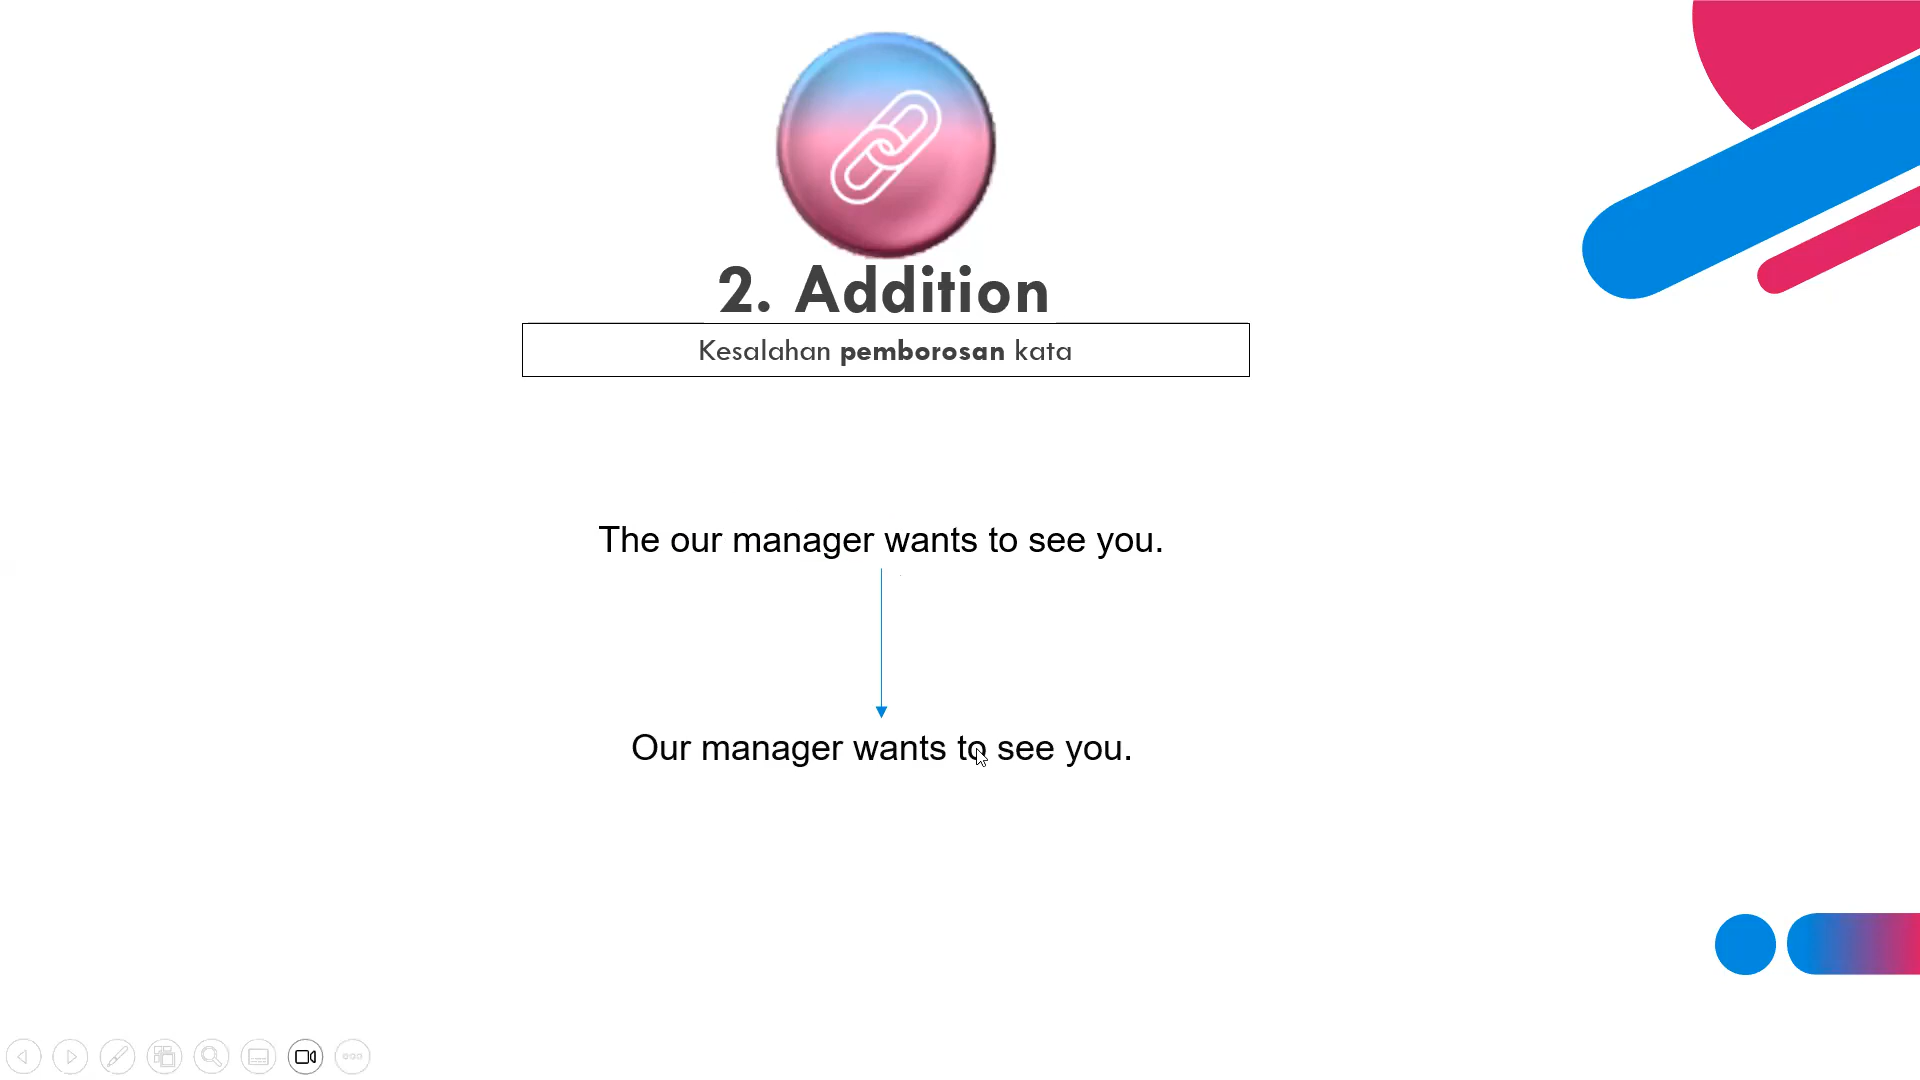 2. Addition
Kesalahan pemborosan kata
The our manager wants to see you.
Our manager wants to see you.